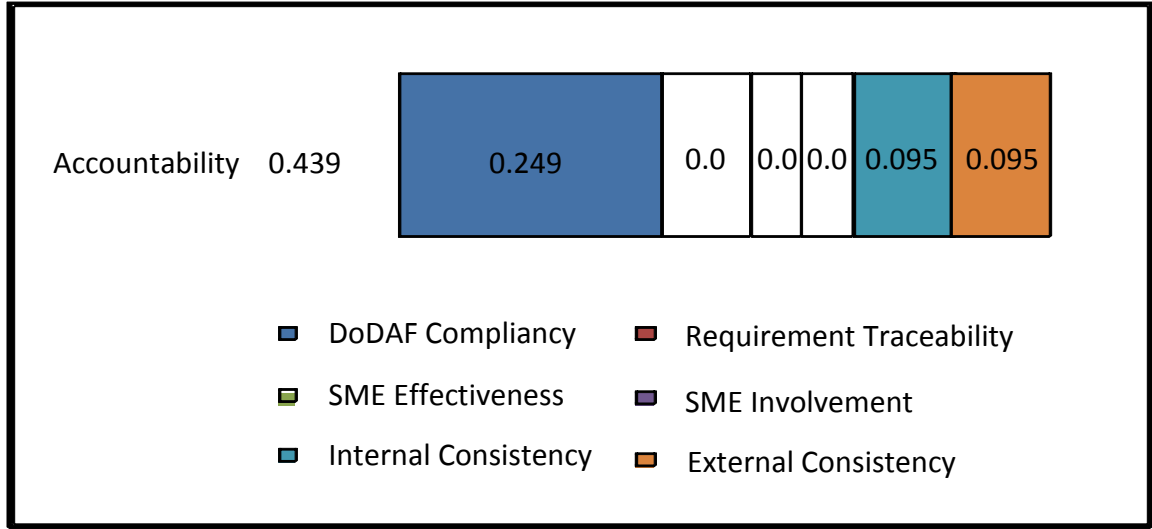 Accountability 0.439 0.249 0.0 0.0 0.0 0.095 0.095
DoDAF Compliancy Requirement Traceability
SME Effectiveness SME Involvement
Internal Consistency External Consistency